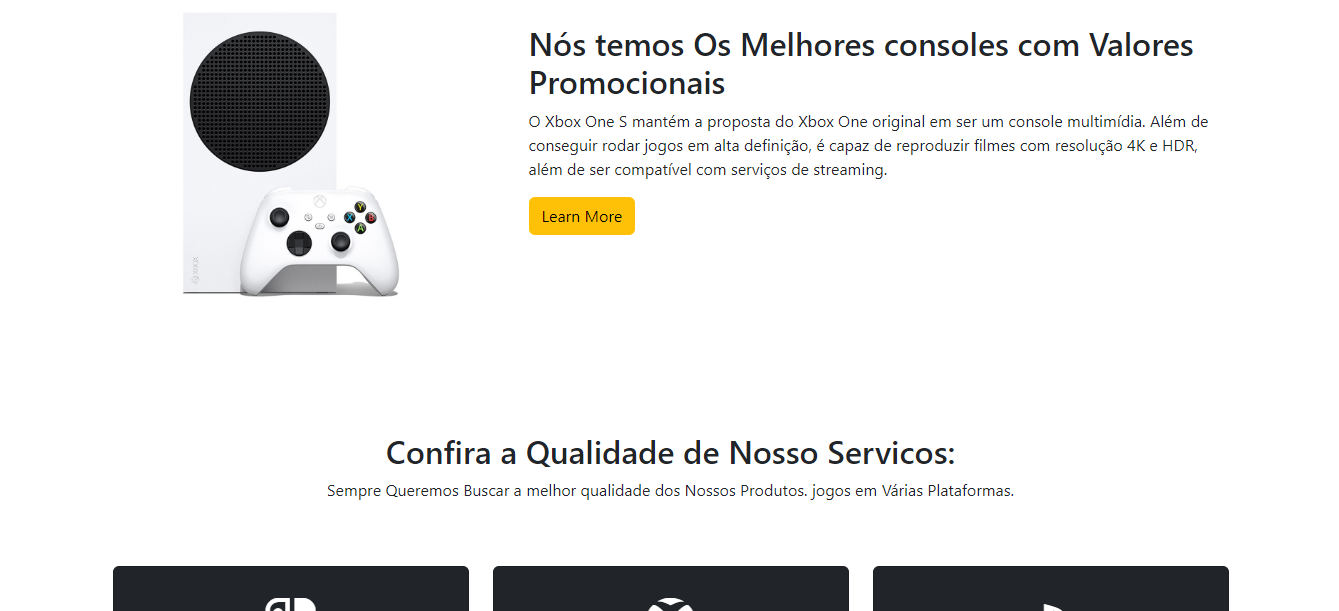 Nós temos Os Melhores consoles com Valores
Promocionais
O Xbox One S mantém a proposta do Xbox One original em ser um console multimídia. Além de
conseguir rodar jogos em alta definição, é capaz de reproduzir filmes com resolução 4K e HDR,
além de ser compatível com serviços de streaming.
Learn More
Y
X B
A
XBOX
Confira a Qualidade de Nosso Servicos:
Sempre Queremos Buscar a melhor qualidade dos Nossos Produtos. jogos em Várias Plataformas.